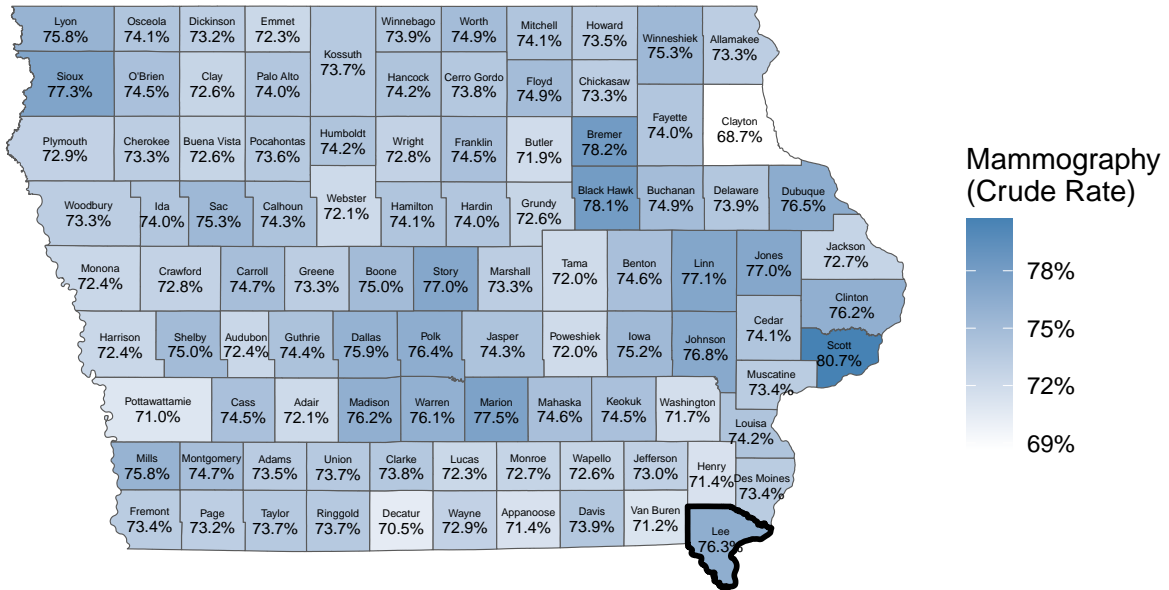 Lyon
75.8%
Osceola
74.1%
Dickinson
73.2%
Emmet
72.3%
Kossuth
73.7%
Winnebago
73.9%
Worth
74.9%
Mitchell
74.1%
Howard
73.5%
Winneshiek
75.3%
Allamakee
73.3%
Sioux
77.3%
O'Brien
74.5%
Clay
72.6%
Palo Alto
74.0%
Hancock
74.2%
Cerro Gordo
73.8%
Floyd
74.9%
Chickasaw
73.3%
Fayette
74.0%
Clayton
68.7%
Plymouth
72.9%
Cherokee
73.3%
Buena Vista
72.6%
Pocahontas
73.6%
Humboldt
74.2%
Wright
72.8%
Franklin
74.5%
Butler
71.9%
Bremer
78.2%
Woodbury
73.3%
Ida
74.0%
Sac
75.3%
Calhoun
74.3%
Webster
72.1%
Hamilton
74.1%
Hardin
74.0%
Grundy
72.6%
Black Hawk
78.1%
Buchanan
74.9%
Delaware
73.9%
Dubuque
76.5%
Monona
72.4%
Crawford
72.8%
Carroll
74.7%
Greene
73.3%
Boone
75.0%
Story
77.0%
Marshall
73.3%
Tama
72.0%
Benton
74.6%
Linn
77.1%
Jones
77.0%
Jackson
72.7%
Clinton
76.2%
Harrison
72.4%
Shelby
75.0%
Audubon
72.4%
Guthrie
74.4%
Dallas
75.9%
Polk
76.4%
Jasper
74.3%
Poweshiek
72.0%
Iowa
75.2%
Johnson
76.8%
Cedar
74.1%
Scott
80.7%
Muscatine
73.4%
Pottawattamie
71.0%
Cass
74.5%
Adair
72.1%
Madison
76.2%
Warren
76.1%
Marion
77.5%
Mahaska
74.6%
Keokuk
74.5%
Washington
71.7%
Louisa
74.2%
Mills
75.8%
Montgomery
74.7%
Adams
73.5%
Union
73.7%
Clarke
73.8%
Lucas
72.3%
Monroe
72.7%
Wapello
72.6%
Jefferson
73.0%
Henry
71.4%
Des Moines
73.4%
Fremont
73.4%
Page
73.2%
Taylor
73.7%
Ringgold
73.7%
Decatur
70.5%
Wayne
72.9%
Appanoose
71.4%
Davis
73.9%
Van Buren
71.2%
Lee
76.3%
Mammography
(Crude Rate)
78%
75%
72%
69%